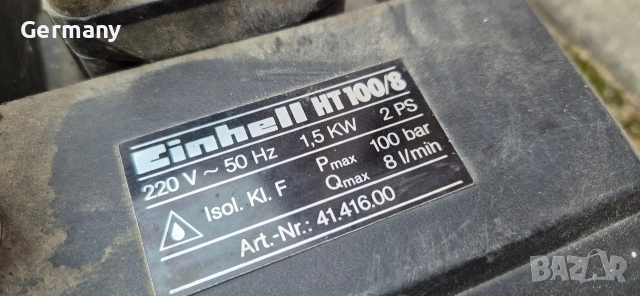 Germany
Einhell HT 100/8
220 V ~ 50 Hz 1,5 KW 2 PS
Isol. Kl. F Pmax 100 bar
Qmax 8 l/min
Art.-Nr.: 41.416.00
BAZAR